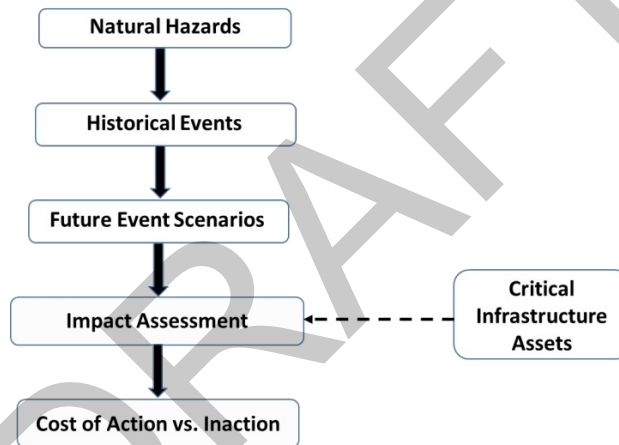 Natural Hazards
Historical Events
Future Event Scenarios
Impact Assessment
Critical
Infrastructure
Assets
Cost of Action vs. Inaction
DRAFT